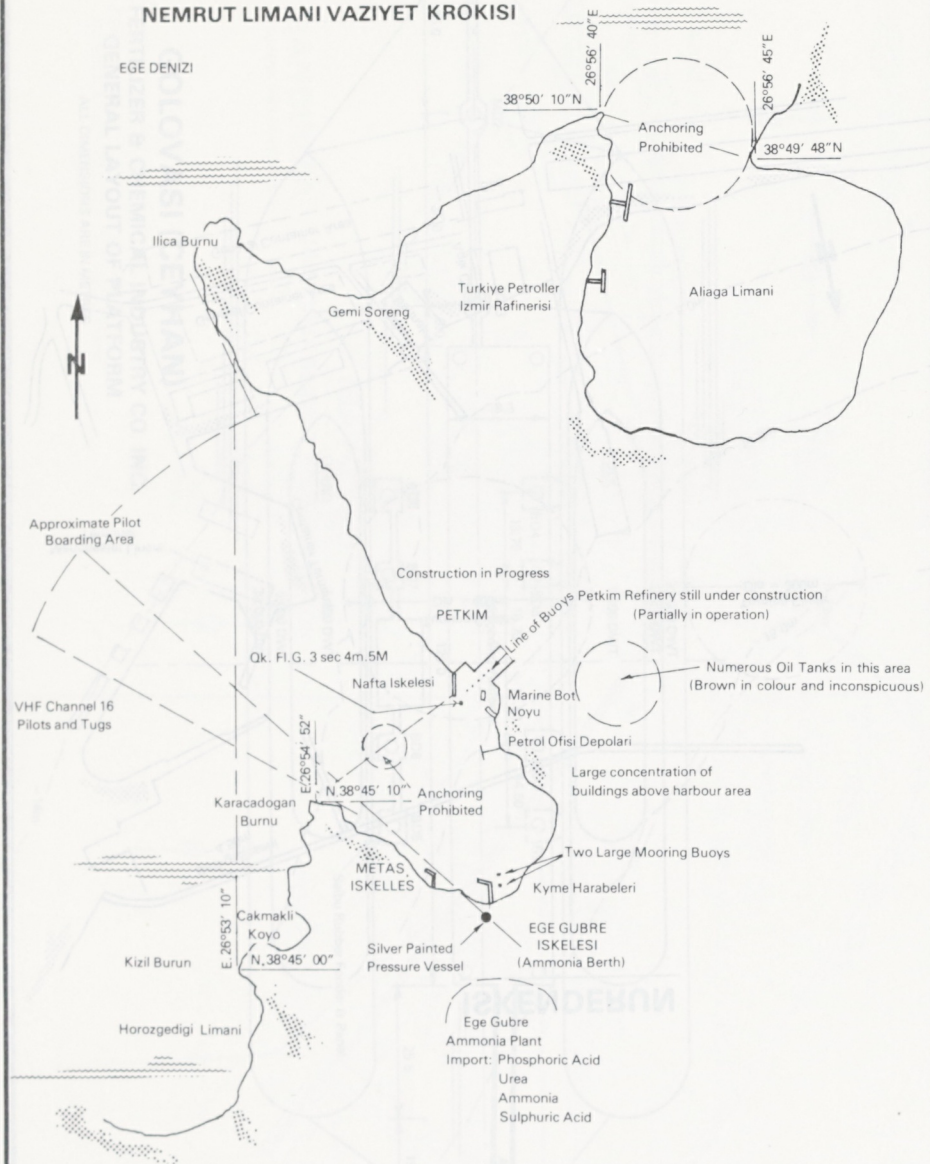 NEMRUT LIMANI VAZIYET KROKISI
EGE DENIZI
26°56' 40"E
26°56' 45"E
38°50' 10"N
Anchoring
Prohibited
38°49' 48"N
Ilica Burnu
Gemi Soreng
Turkiye Petroller
Izmir Rafinerisi
Aliaga Limani
N
Approximate Pilot
Boarding Area
Construction in Progress
PETKIM
Line of Buoys
Petkim Refinery still under construction
(Partially in operation)
Qk. Fl.G. 3 sec 4m.5M
Nafta Iskelesi
Numerous Oil Tanks in this area
(Brown in colour and inconspicuous)
Marine Bot
Noyu
VHF Channel 16
Pilots and Tugs
Petrol Ofisi Depolari
E.26°54' 52"
N.38°45' 10"
Anchoring
Prohibited
Large concentration of
buildings above harbour area
Karacadogan
Burnu
Two Large Mooring Buoys
METAS
ISKELLES
Kyme Harabeleri
E.26°53' 10"
Cakmakli
Koyo
EGE GUBRE
ISKELESI
(Ammonia Berth)
Silver Painted
Pressure Vessel
Kizil Burun
N.38°45' 00"
Horozgedigi Limani
Ege Gubre
Ammonia Plant
Import: Phosphoric Acid
Urea
Ammonia
Sulphuric Acid
ISKENDERUN